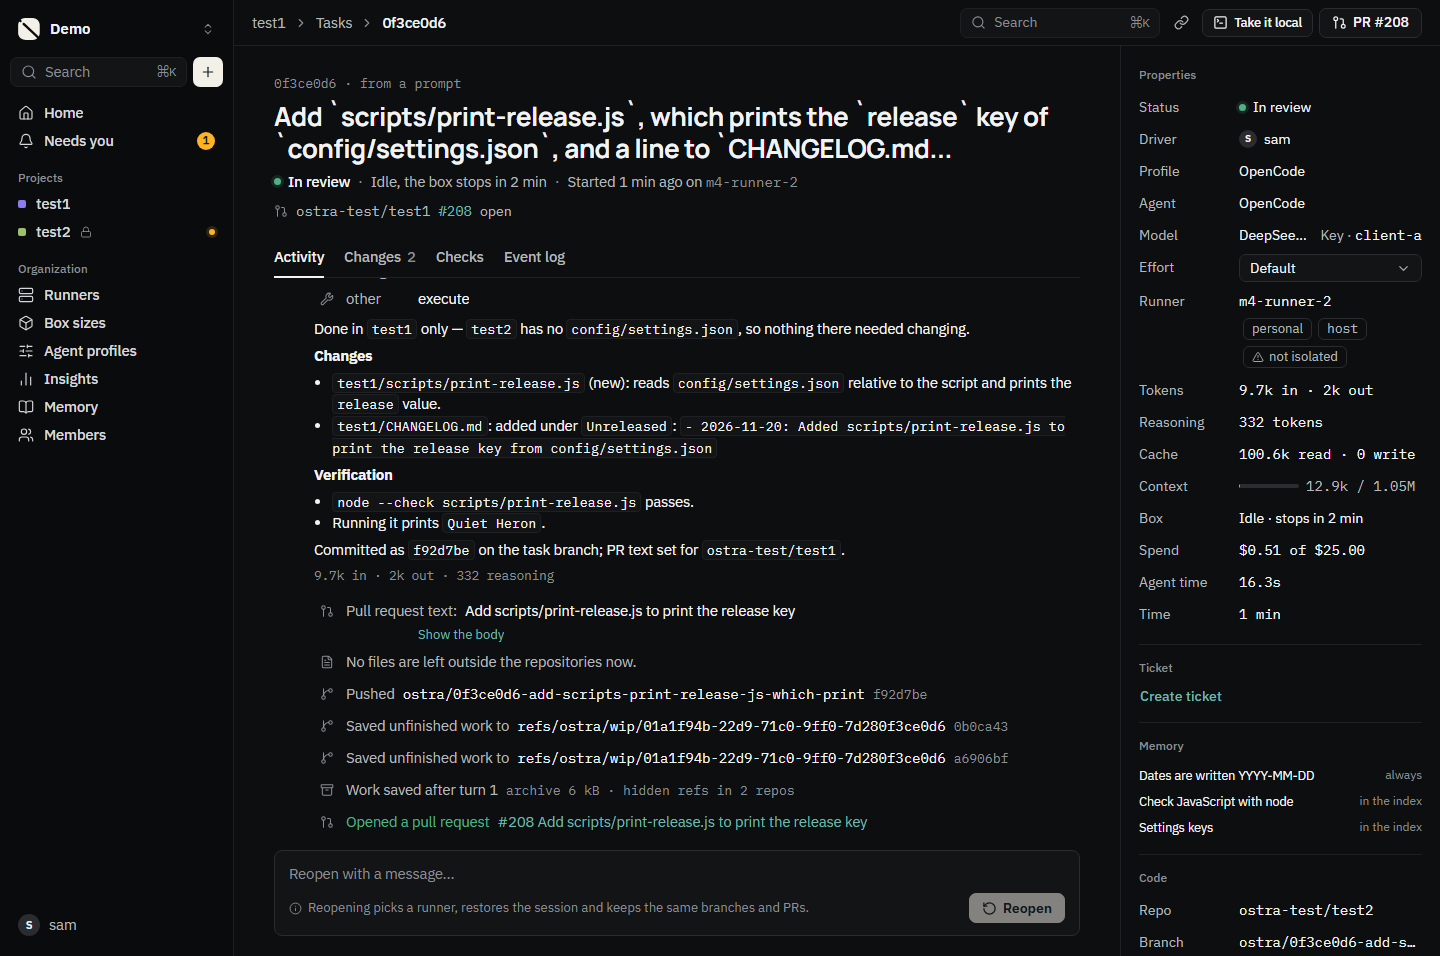 Demo
Search ⌘K
+
Home
Needs you 1
Projects
test1
test2
Organization
Runners
Box sizes
Agent profiles
Insights
Memory
Members
S sam
test1 > Tasks > 0f3ce0d6
Search ⌘K
Take it local
PR #208
0f3ce0d6 · from a prompt
Add `scripts/print-release.js`, which prints the `release` key of
`config/settings.json`, and a line to `CHANGELOG.md...
In review · Idle, the box stops in 2 min · Started 1 min ago on m4-runner-2
ostra-test/test1 #208 open
Activity Changes 2 Checks Event log
other execute
Done in test1 only — test2 has no config/settings.json, so nothing there needed changing.
Changes
• test1/scripts/print-release.js (new): reads config/settings.json relative to the script and prints the
release value.
• test1/CHANGELOG.md: added under Unreleased: - 2026-11-20: Added scripts/print-release.js to
print the release key from config/settings.json
Verification
• node --check scripts/print-release.js passes.
• Running it prints Quiet Heron.
Committed as f92d7be on the task branch; PR text set for ostra-test/test1.
9.7k in · 2k out · 332 reasoning
Pull request text: Add scripts/print-release.js to print the release key
Show the body
No files are left outside the repositories now.
Pushed ostra/0f3ce0d6-add-scripts-print-release-js-which-print f92d7be
Saved unfinished work to refs/ostra/wip/01a1f94b-22d9-71c0-9ff0-7d280f3ce0d6 0b0ca43
Saved unfinished work to refs/ostra/wip/01a1f94b-22d9-71c0-9ff0-7d280f3ce0d6 a6906bf
Work saved after turn 1 archive 6 kB · hidden refs in 2 repos
Opened a pull request #208 Add scripts/print-release.js to print the release key
Reopen with a message...
Reopening picks a runner, restores the session and keeps the same branches and PRs.
Reopen
Properties
Status In review
Driver S sam
Profile OpenCode
Agent OpenCode
Model DeepSee... Key · client-a
Effort Default
Runner m4-runner-2
personal host
not isolated
Tokens 9.7k in · 2k out
Reasoning 332 tokens
Cache 100.6k read · 0 write
Context 12.9k / 1.05M
Box Idle · stops in 2 min
Spend $0.51 of $25.00
Agent time 16.3s
Time 1 min
Ticket
Create ticket
Memory
Dates are written YYYY-MM-DD always
Check JavaScript with node in the index
Settings keys in the index
Code
Repo ostra-test/test2
Branch ostra/0f3ce0d6-add-s...